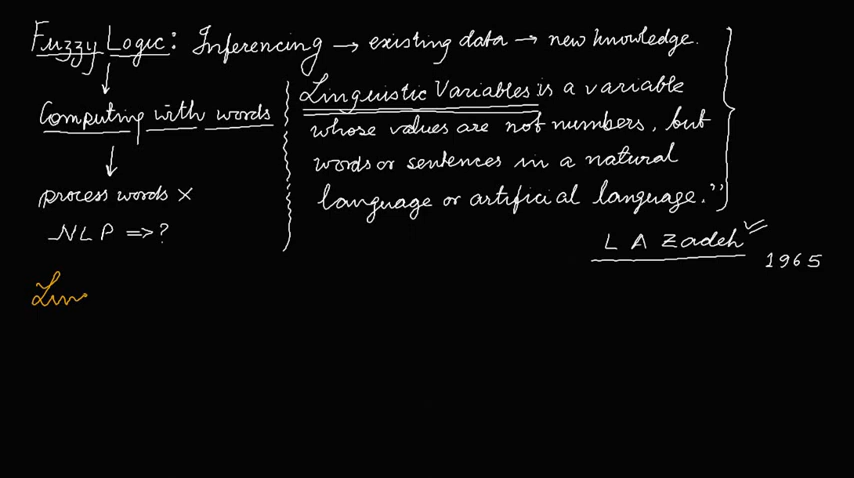 Fuzzy Logic: Inferencing → existing data → new knowledge.
Computing with words
process words ×
NLP => ?
Linguistic Variables is a variable
whose values are not numbers, but
words or sentences in a natural
language or artificial language."
L A Zadeh ✓
1965
Lin